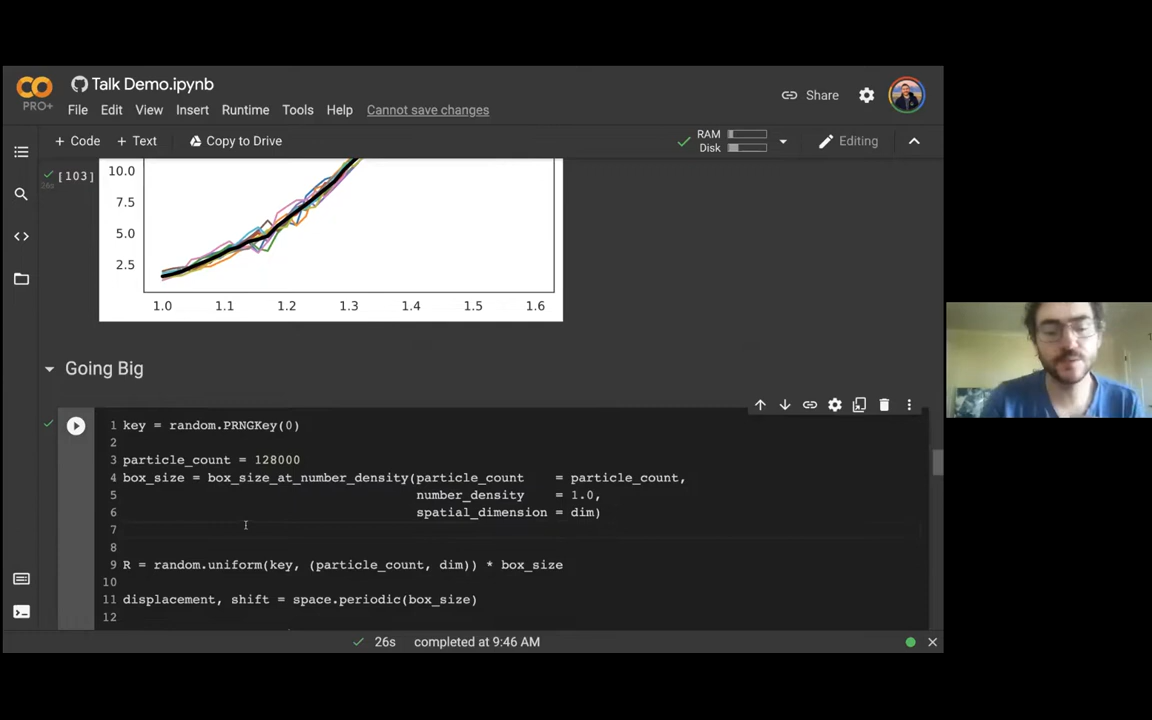 Talk Demo.ipynb
PRO+
File Edit View Insert Runtime Tools Help Cannot save changes
Share
+ Code + Text Copy to Drive
RAM
Disk
Editing
[103]
26s
10.0
7.5
5.0
2.5
1.0 1.1 1.2 1.3 1.4 1.5 1.6
Going Big
1 key = random.PRNGKey(0)
2
3 particle_count = 128000
4 box_size = box_size_at_number_density(particle_count = particle_count,
5 number_density = 1.0,
6 spatial_dimension = dim)
7
8
9 R = random.uniform(key, (particle_count, dim)) * box_size
10
11 displacement, shift = space.periodic(box_size)
12
26s completed at 9:46 AM